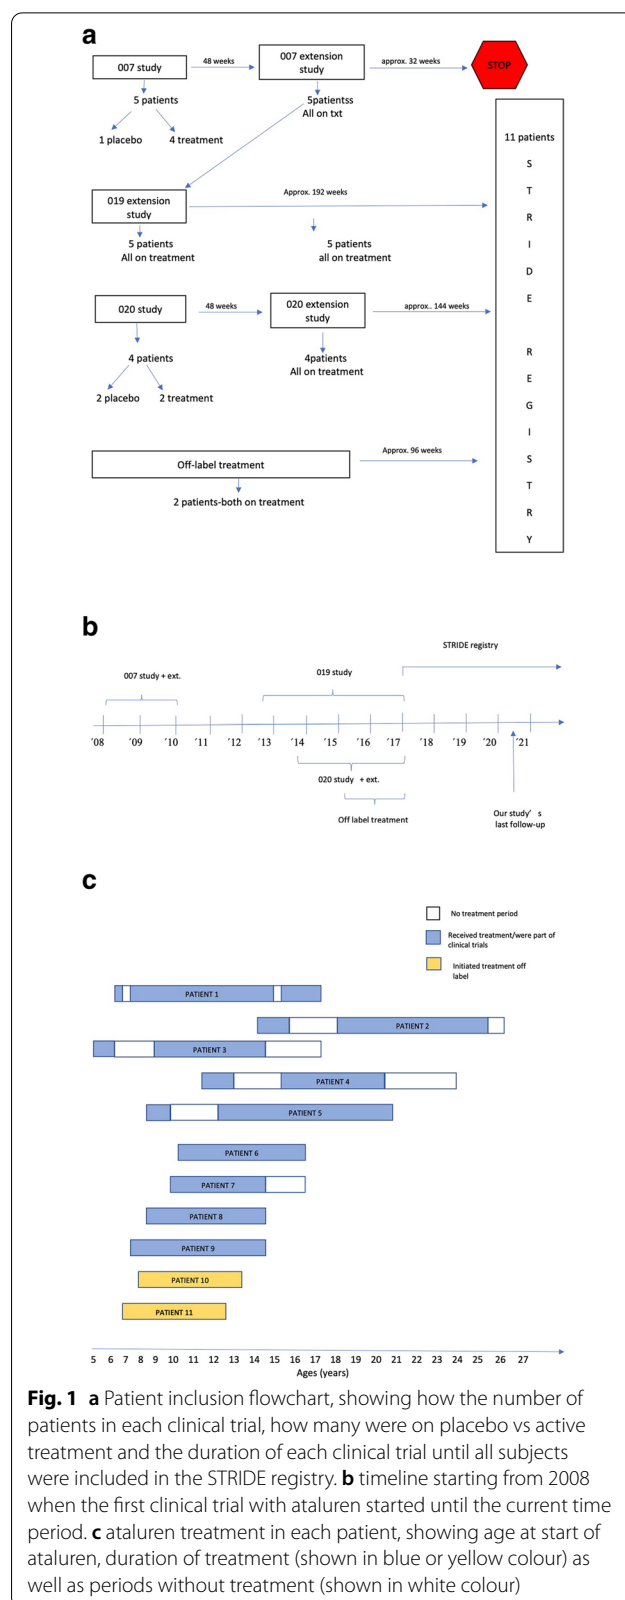 a
007 study
48 weeks
007 extension
study
approx. 32 weeks
STOP
5 patients
5patientss
All on txt
1 placebo
4 treatment
11 patients
S
T
R
I
D
E
R
E
G
I
S
T
R
Y
019 extension
study
Approx. 192 weeks
5 patients
All on treatment
5 patients
all on treatment
020 study
48 weeks
020 extension
study
approx.. 144 weeks
4 patients
4patients
All on treatment
2 placebo
2 treatment
Off-label treatment
Approx. 96 weeks
2 patients-both on treatment
b
STRIDE registry
007 study + ext.
019 study
'08 '09 '10 '11 '12 '13 '14 '15 '16 '17 '18 '19 '20 '21
020 study + ext.
Off label treatment
Our study' s
last follow-up
c
No treatment period
Received treatment/were part of
clinical trials
Initiated treatment off
label
PATIENT 1
PATIENT 2
PATIENT 3
PATIENT 4
PATIENT 5
PATIENT 6
PATIENT 7
PATIENT 8
PATIENT 9
PATIENT 10
PATIENT 11
5 6 7 8 9 10 11 12 13 14 15 16 17 18 19 20 21 22 23 24 25 26 27
Ages (years)
Fig. 1 a Patient inclusion flowchart, showing how the number of
patients in each clinical trial, how many were on placebo vs active
treatment and the duration of each clinical trial until all subjects
were included in the STRIDE registry. b timeline starting from 2008
when the first clinical trial with ataluren started until the current time
period. c ataluren treatment in each patient, showing age at start of
ataluren, duration of treatment (shown in blue or yellow colour) as
well as periods without treatment (shown in white colour)